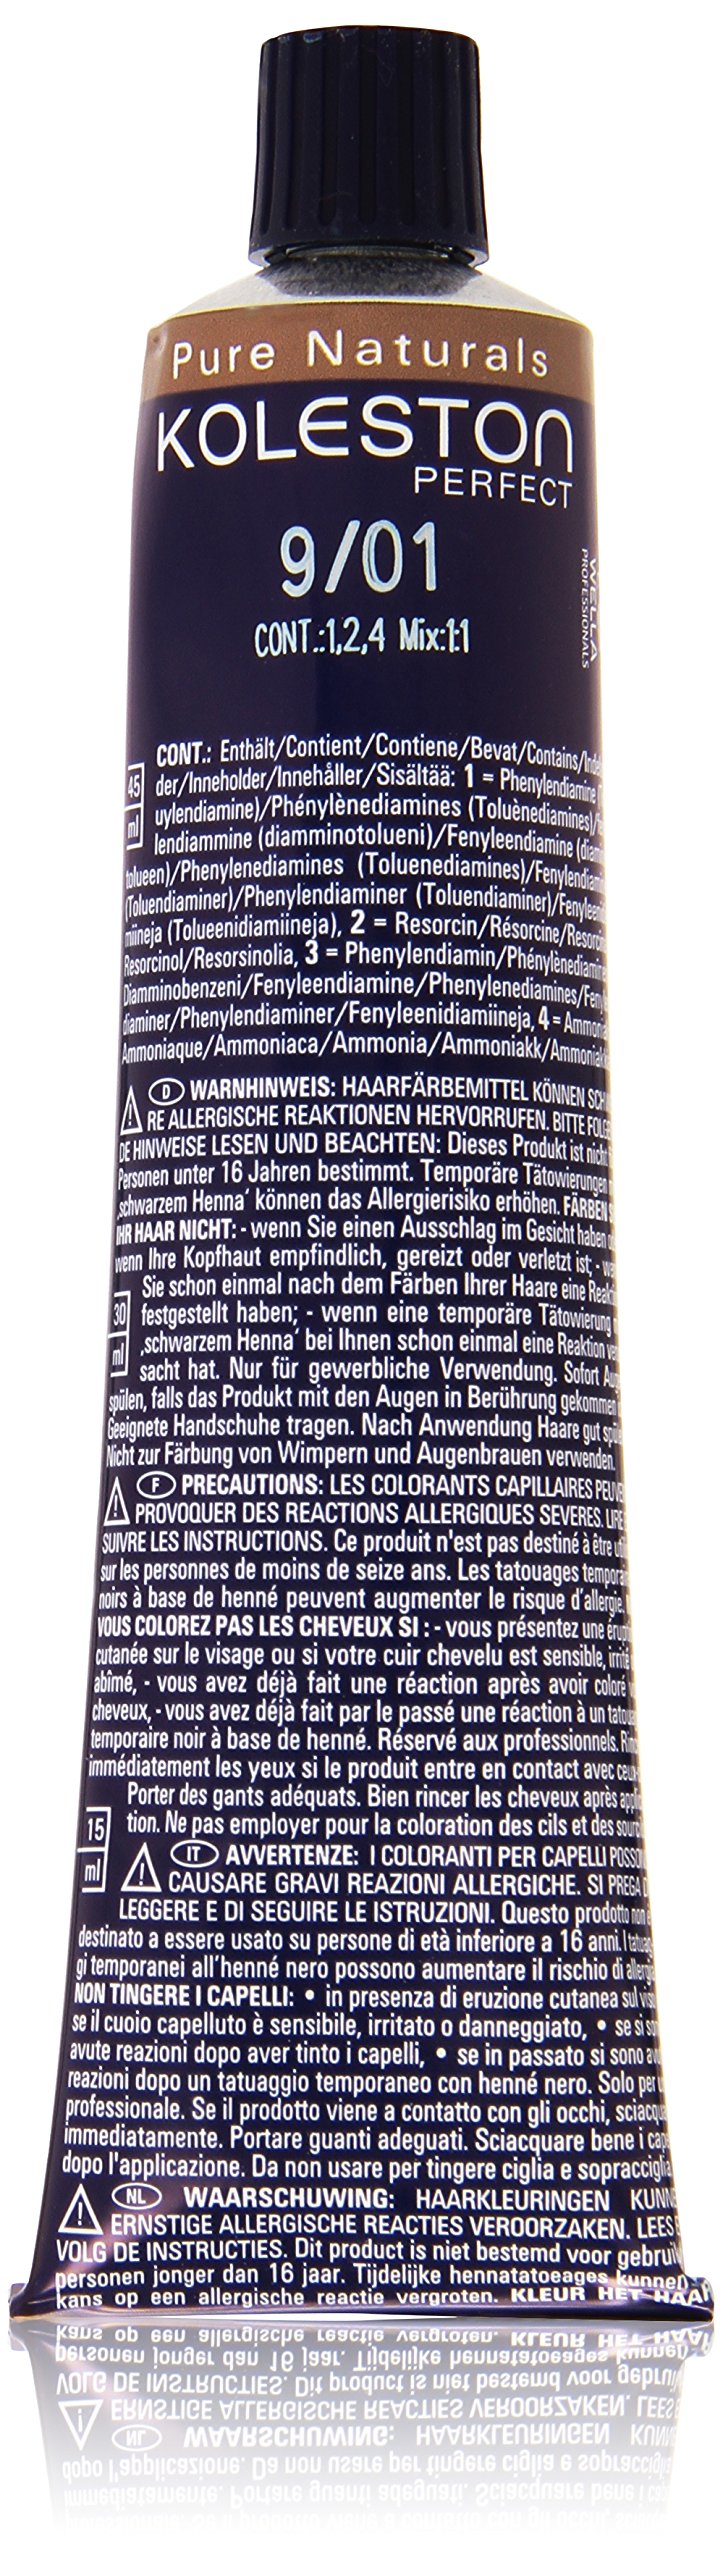 Pure Naturals
KOLESTON
PERFECT
9/01
CONT.:1,2,4 Mix:1:1
WELLA
PROFESSIONALS
CONT.: Enthält/Contient/Contiene/Bevat/Contains/
der/Inneholder/Innehåller/Sisältää: 1 = Phenylendiamine
45
ml
uylendiamine)/Phénylènediamines (Toluènediamines)/
lendiammine (diamminotolueni)/Fenyleendiamine
tolueen)/Phenylenediamines (Toluenediamines)/
(Toluendiaminer)/Phenylendiaminer (Toluendiaminer)/
miineja (Tolueenidiamiineja), 2 = Resorcin/Résorcine/
Resorcinol/Resorsinolia, 3 = Phenylendiamin/
Diamminobenzeni/Fenyleendiamine/Phenylenediamines/
diaminer/Phenylendiaminer/Fenyleenidiamiineja, 4 =
Ammoniaque/Ammoniaca/Ammonia/Ammoniakk/
D WARNHINWEIS: HAARFÄRBEMITTEL KÖNNEN
RE ALLERGISCHE REAKTIONEN HERVORRUFEN. BITTE
DE HINWEISE LESEN UND BEACHTEN: Dieses Produkt ist nicht
Personen unter 16 Jahren bestimmt. Temporäre Tätowierungen
‚schwarzem Henna‘ können das Allergierisiko erhöhen. FÄRBEN
IHR HAAR NICHT: - wenn Sie einen Ausschlag im Gesicht haben
wenn Ihre Kopfhaut empfindlich, gereizt oder verletzt ist; -
Sie schon einmal nach dem Färben Ihrer Haare eine
30
ml
festgestellt haben; - wenn eine temporäre Tätowierung
‚schwarzem Henna‘ bei Ihnen schon einmal eine Reaktion
sacht hat. Nur für gewerbliche Verwendung. Sofort
spülen, falls das Produkt mit den Augen in Berührung gekommen
Geeignete Handschuhe tragen. Nach Anwendung Haare gut
Nicht zur Färbung von Wimpern und Augenbrauen verwenden.
F PRECAUTIONS: LES COLORANTS CAPILLAIRES
PROVOQUER DES REACTIONS ALLERGIQUES SEVERES. LIRE
SUIVRE LES INSTRUCTIONS. Ce produit n'est pas destiné à être
sur les personnes de moins de seize ans. Les tatouages
noirs à base de henné peuvent augmenter le risque d'allergie.
VOUS COLOREZ PAS LES CHEVEUX SI : - vous présentez une
cutanée sur le visage ou si votre cuir chevelu est sensible,
abîmé, - vous avez déjà fait une réaction après avoir coloré
cheveux, - vous avez déjà fait par le passé une réaction à un
temporaire noir à base de henné. Réservé aux professionnels.
immédiatement les yeux si le produit entre en contact avec
Porter des gants adéquats. Bien rincer les cheveux après
15
ml
tion. Ne pas employer pour la coloration des cils et des
IT AVVERTENZE: I COLORANTI PER CAPELLI
CAUSARE GRAVI REAZIONI ALLERGICHE. SI PREGA
LEGGERE E DI SEGUIRE LE ISTRUZIONI. Questo prodotto non
destinato a essere usato su persone di età inferiore a 16 anni. I
gi temporanei all'henné nero possono aumentare il rischio di
NON TINGERE I CAPELLI: • in presenza di eruzione cutanea sul
se il cuoio capelluto è sensibile, irritato o danneggiato, • se si
avute reazioni dopo aver tinto i capelli, • se in passato si sono
reazioni dopo un tatuaggio temporaneo con henné nero. Solo per
professionale. Se il prodotto viene a contatto con gli occhi,
immediatamente. Portare guanti adeguati. Sciacquare bene i
dopo l'applicazione. Da non usare per tingere ciglia e
NL WAARSCHUWING: HAARKLEURINGEN
ERNSTIGE ALLERGISCHE REACTIES VEROORZAKEN. LEES
VOLG DE INSTRUCTIES. Dit product is niet bestemd voor
personen jonger dan 16 jaar. Tijdelijke hennatatoeages kunnen
kans op een allergische reactie vergroten. KLEUR HET HAAR